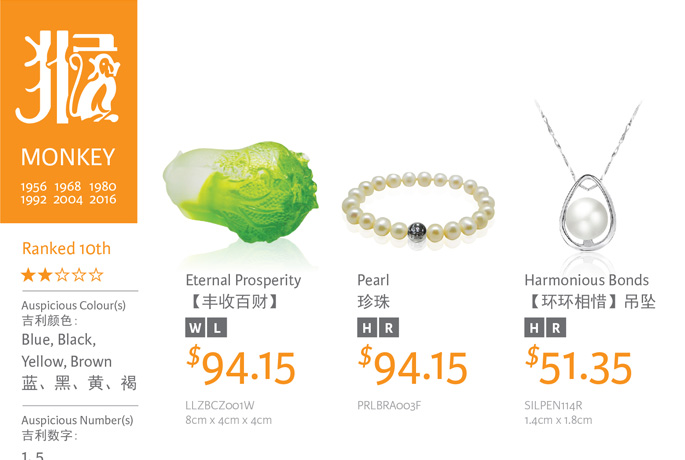 猴
MONKEY
1956 1968 1980
1992 2004 2016
Ranked 10th
Auspicious Colour(s)
吉利颜色：
Blue, Black,
Yellow, Brown
蓝、黑、黄、褐
Auspicious Number(s)
吉利数字：
1, 5
Eternal Prosperity
【丰收百财】
W L
$94.15
LLZBCZ001W
8cm x 4cm x 4cm
Pearl
珍珠
H R
$94.15
PRLBRA003F
Harmonious Bonds
【环环相惜】吊坠
H R
$51.35
SILPEN114R
1.4cm x 1.8cm